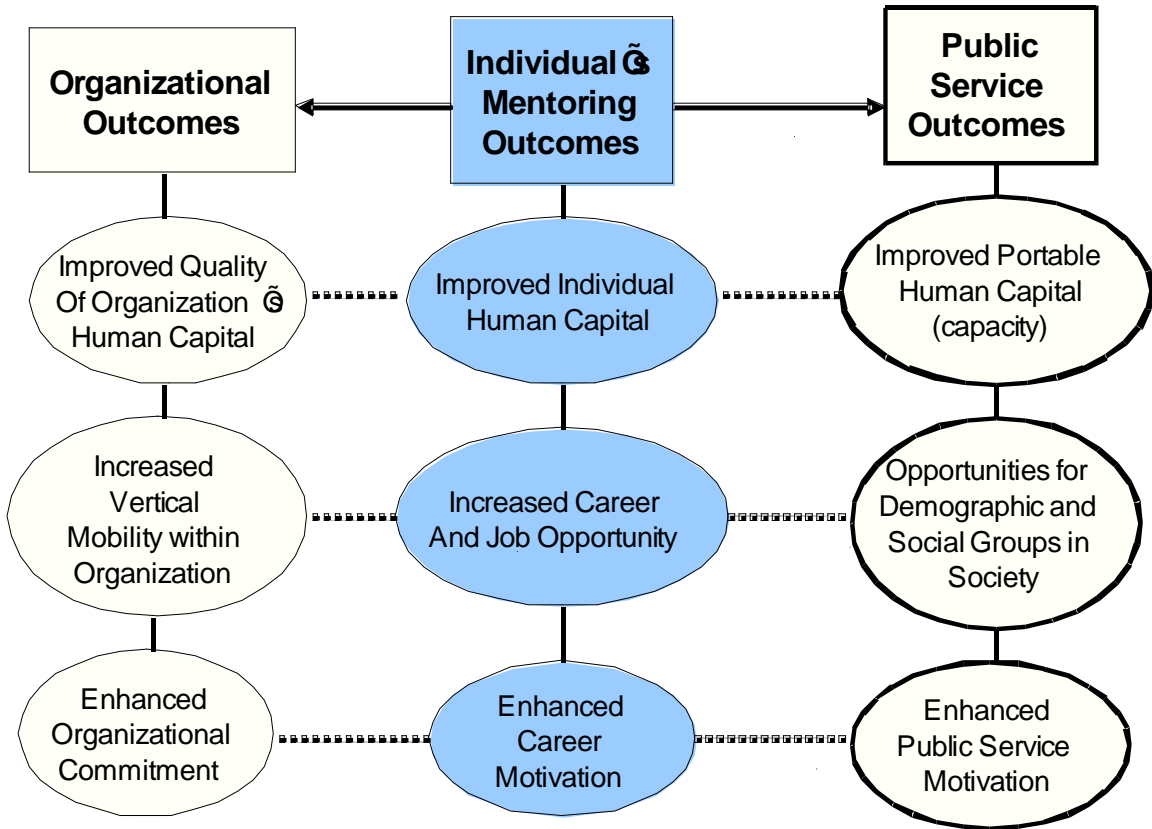 Organizational
Outcomes
Individual Õs
Mentoring
Outcomes
Public
Service
Outcomes
Improved Quality
Of Organization Õs
Human Capital
Improved Individual
Human Capital
Improved Portable
Human Capital
(capacity)
Increased
Vertical
Mobility within
Organization
Increased Career
And Job Opportunity
Opportunities for
Demographic and
Social Groups in
Society
Enhanced
Organizational
Commitment
Enhanced
Career
Motivation
Enhanced
Public Service
Motivation